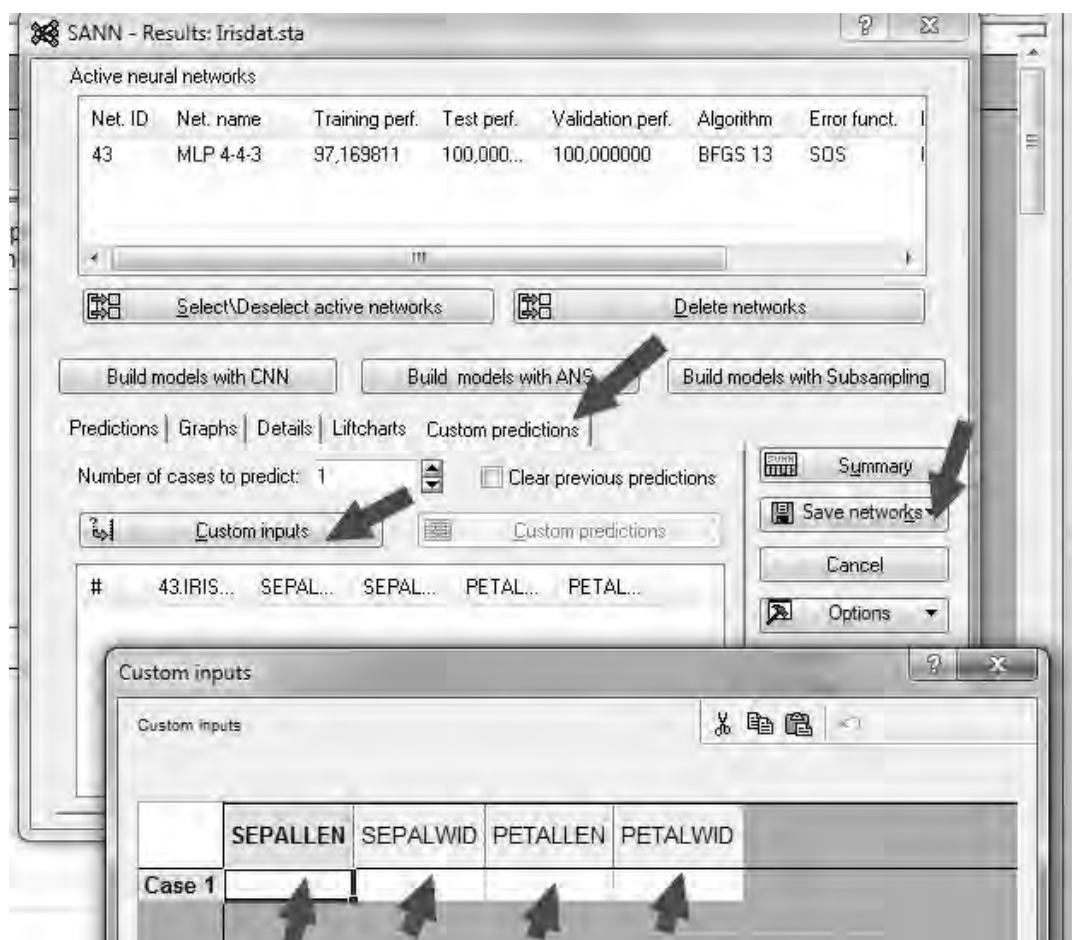 SANN - Results: Irisdat.sta
Active neural networks
Net. ID Net. name Training perf. Test perf. Validation perf. Algorithm Error funct.
43 MLP 4-4-3 97,169811 100,000... 100,000000 BFGS 13 SOS
Select\Deselect active networks Delete networks
Build models with CNN Build models with ANS Build models with Subsampling
Predictions Graphs Details Liftcharts Custom predictions
Number of cases to predict: 1 Clear previous predictions Summary
Custom inputs Custom predictions Save networks
Cancel
# 43.IRIS... SEPAL... SEPAL... PETAL... PETAL...
Options
Custom inputs
Custom inputs
SEPALLEN SEPALWID PETALLEN PETALWID
Case 1